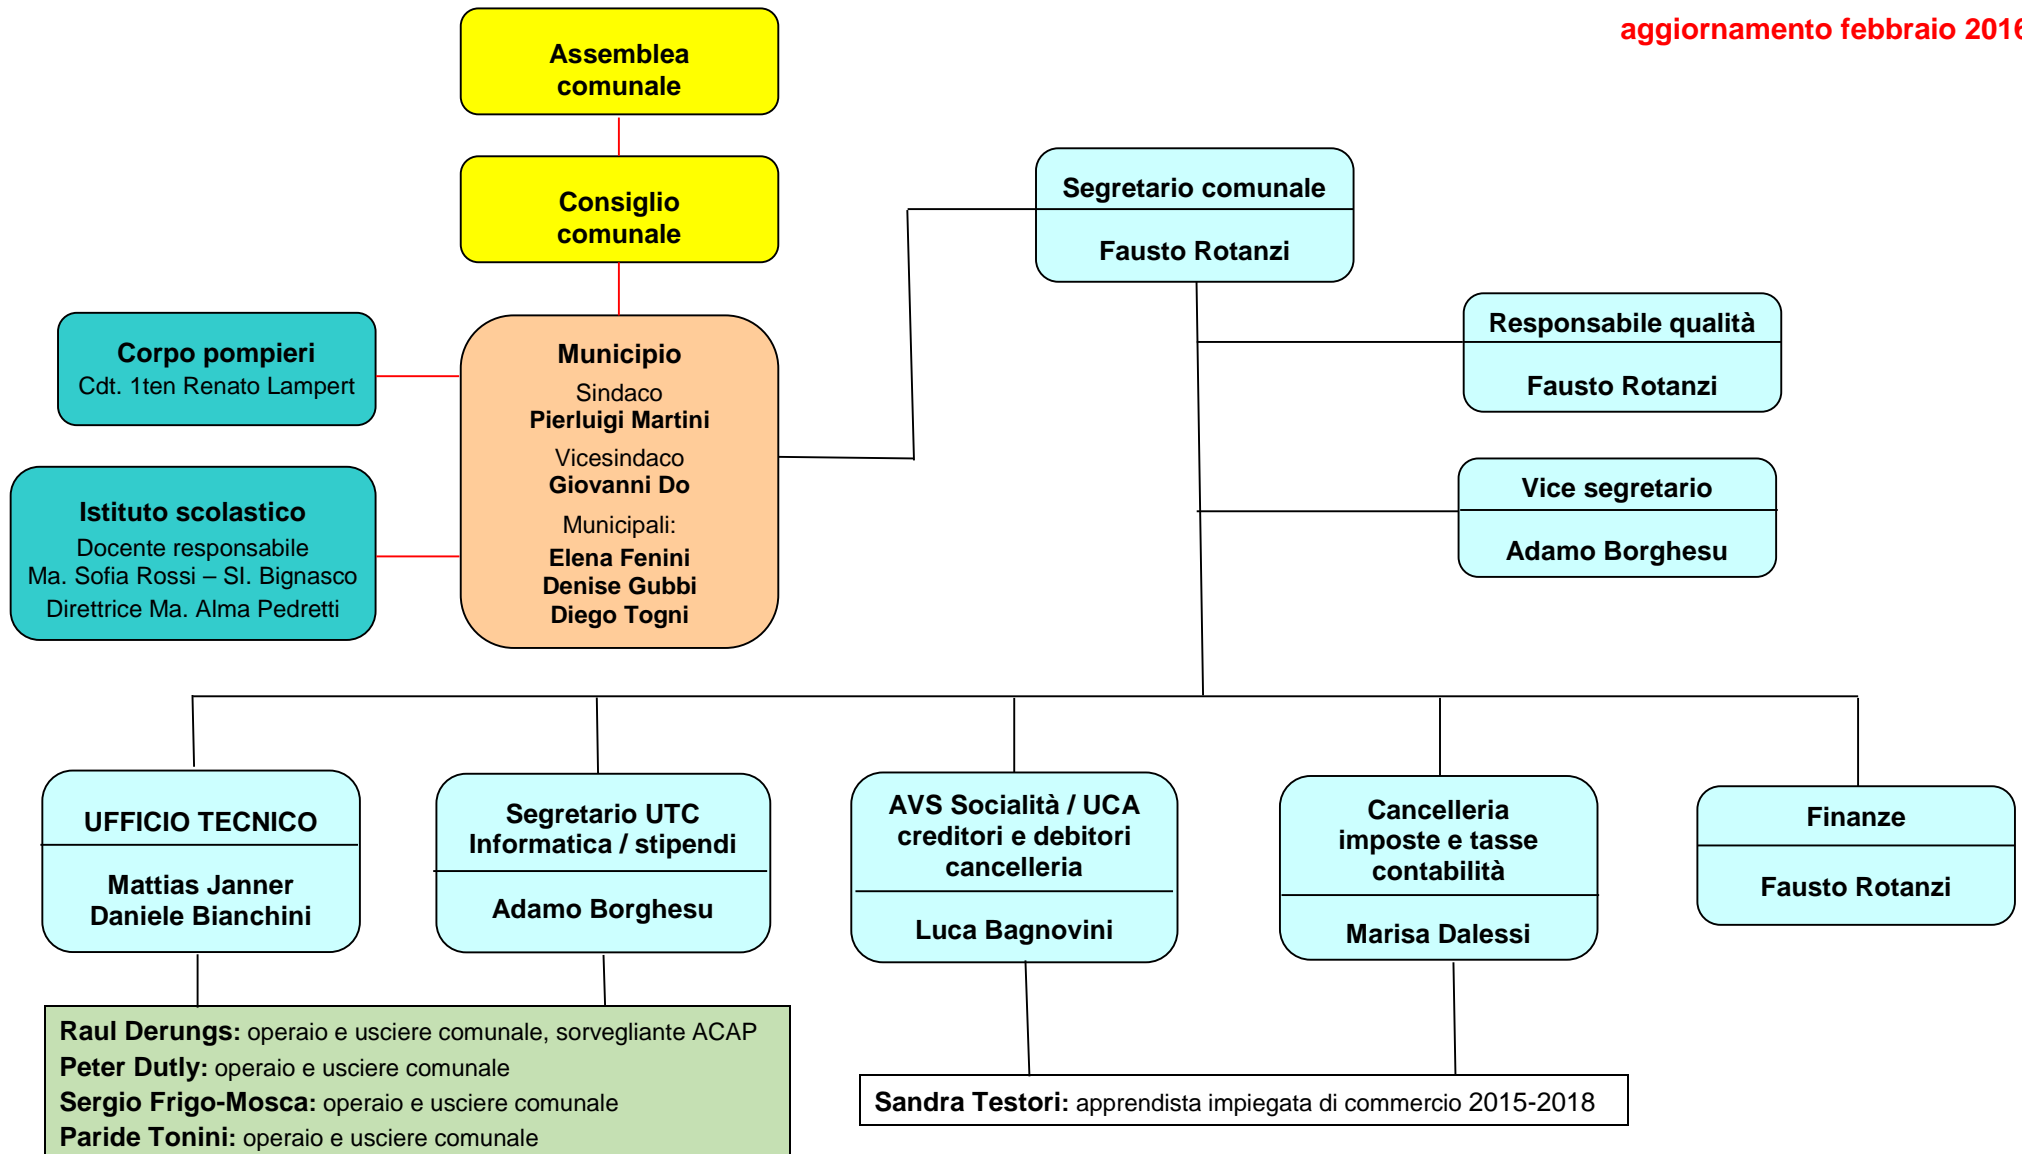 aggiornamento febbraio 2016
Assemblea
comunale
Consiglio
comunale
Segretario comunale
Fausto Rotanzi
Responsabile qualità
Fausto Rotanzi
Vice segretario
Adamo Borghesu
Corpo pompieri
Cdt. 1ten Renato Lampert
Istituto scolastico
Docente responsabile
Ma. Sofia Rossi – SI. Bignasco
Direttrice Ma. Alma Pedretti
Municipio
Sindaco
Pierluigi Martini
Vicesindaco
Giovanni Do
Municipali:
Elena Fenini
Denise Gubbi
Diego Togni
UFFICIO TECNICO
Mattias Janner
Daniele Bianchini
Segretario UTC
Informatica / stipendi
Adamo Borghesu
AVS Socialità / UCA
creditori e debitori
cancelleria
Luca Bagnovini
Cancelleria
imposte e tasse
contabilità
Marisa Dalessi
Finanze
Fausto Rotanzi
Raul Derungs: operaio e usciere comunale, sorvegliante ACAP
Peter Dutly: operaio e usciere comunale
Sergio Frigo-Mosca: operaio e usciere comunale
Paride Tonini: operaio e usciere comunale
Sandra Testori: apprendista impiegata di commercio 2015-2018